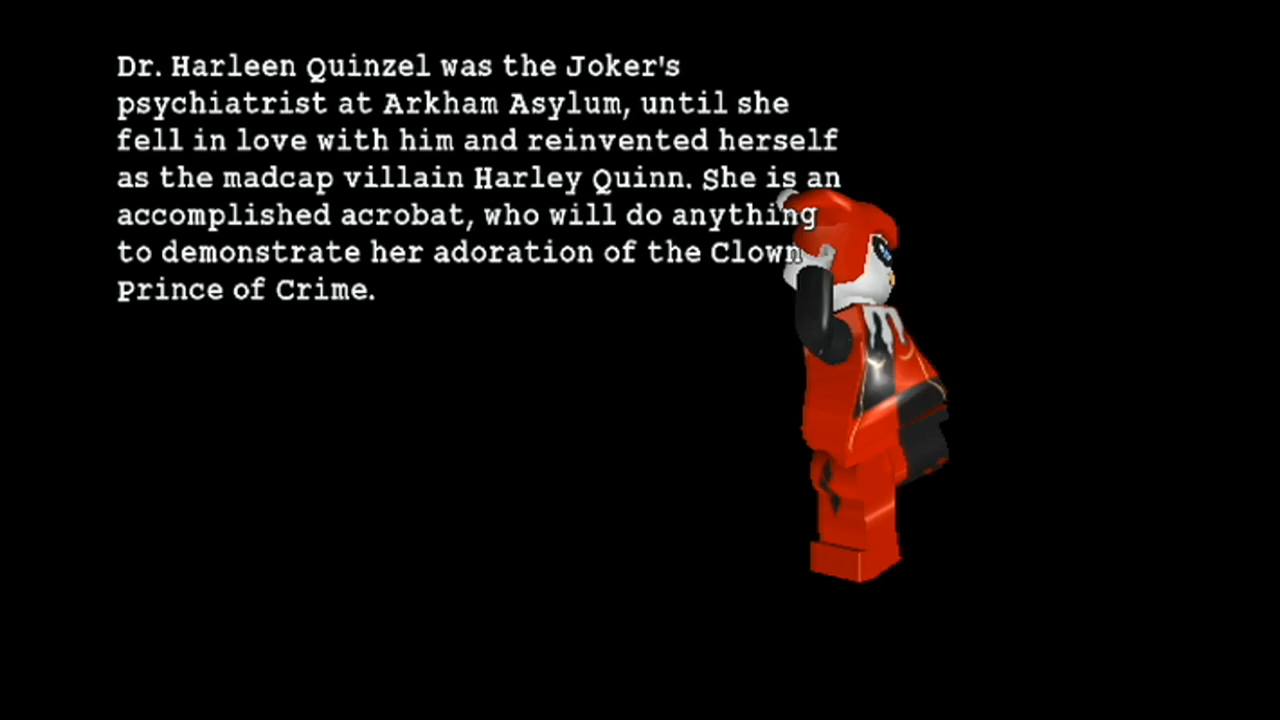 Dr. Harleen Quinzel was the Joker's
psychiatrist at Arkham Asylum, until she
fell in love with him and reinvented herself
as the madcap villain Harley Quinn. She is an
accomplished acrobat, who will do anything
to demonstrate her adoration of the Clown
Prince of Crime.